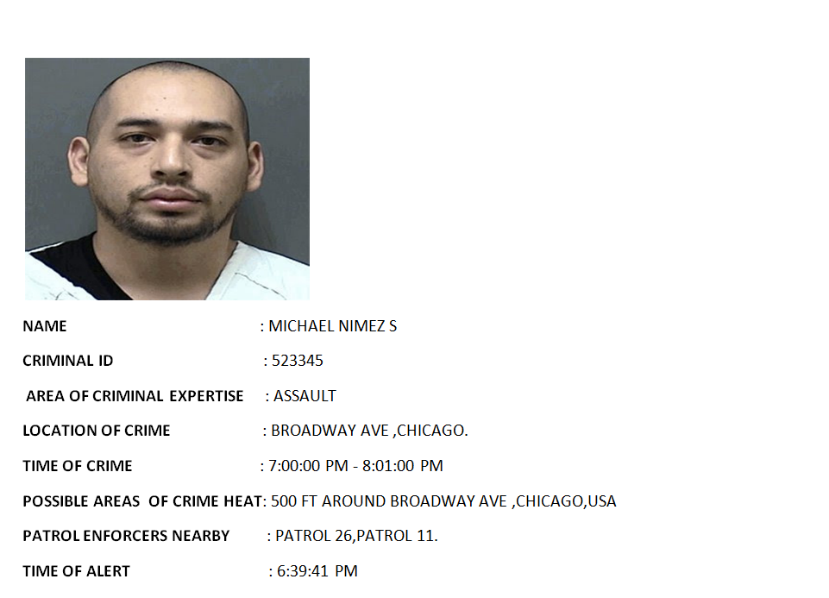 NAME : MICHAEL NIMEZ S
CRIMINAL ID : 523345
AREA OF CRIMINAL EXPERTISE : ASSAULT
LOCATION OF CRIME : BROADWAY AVE ,CHICAGO.
TIME OF CRIME : 7:00:00 PM - 8:01:00 PM
POSSIBLE AREAS OF CRIME HEAT: 500 FT AROUND BROADWAY AVE ,CHICAGO,USA
PATROL ENFORCERS NEARBY : PATROL 26,PATROL 11.
TIME OF ALERT : 6:39:41 PM